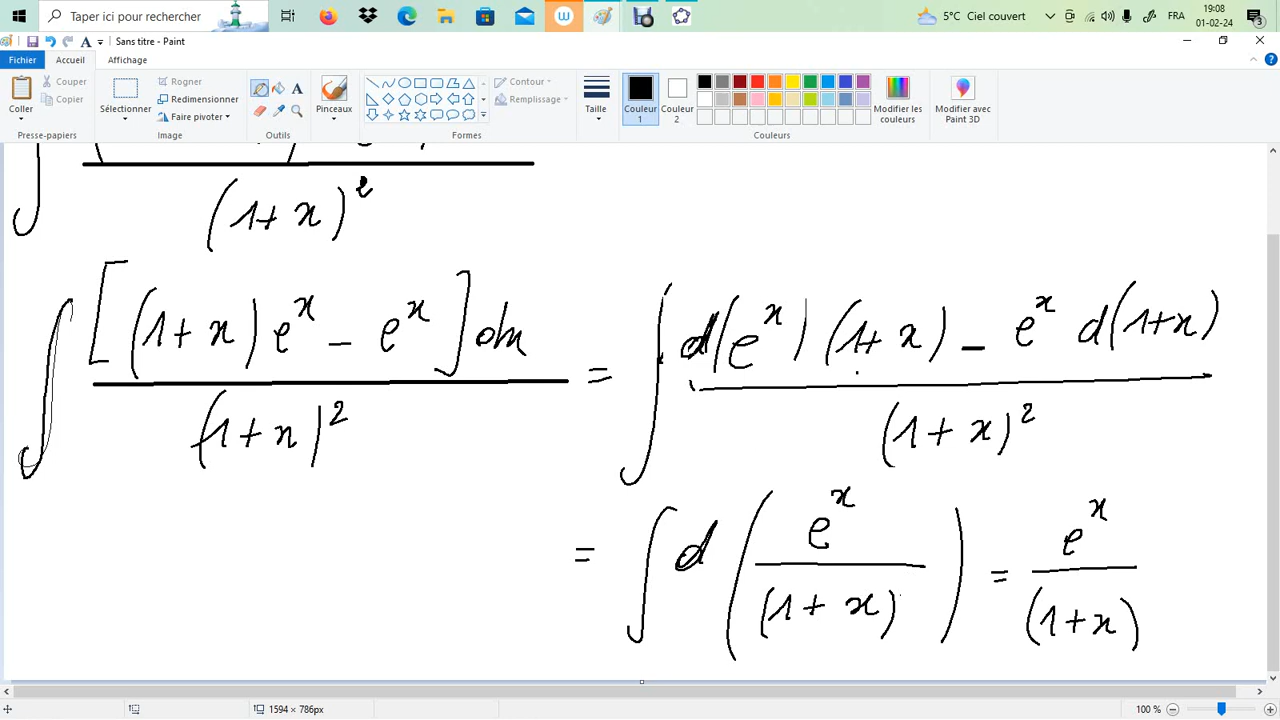 Taper ici pour rechercher
5°C Ciel couvert
FRA
19:08
01-02-24
3
Sans titre - Paint
Fichier Accueil Affichage
Coller
Couper
Copier
Presse-papiers
Sélectionner
Rogner
Redimensionner
Faire pivoter
Image
A
Outils
Pinceaux
Contour
Remplissage
Formes
Taille
Couleur 1
Couleur 2
Modifier les couleurs
Modifier avec Paint 3D
Couleurs
(1+x)²
∫ [(1+x)eˣ - eˣ]dx / (1+x)² = ∫ d(eˣ)(1+x) - eˣ d(1+x) / (1+x)²
= ∫ d(eˣ / (1+x)) = eˣ / (1+x)
1594 × 786px
100 %